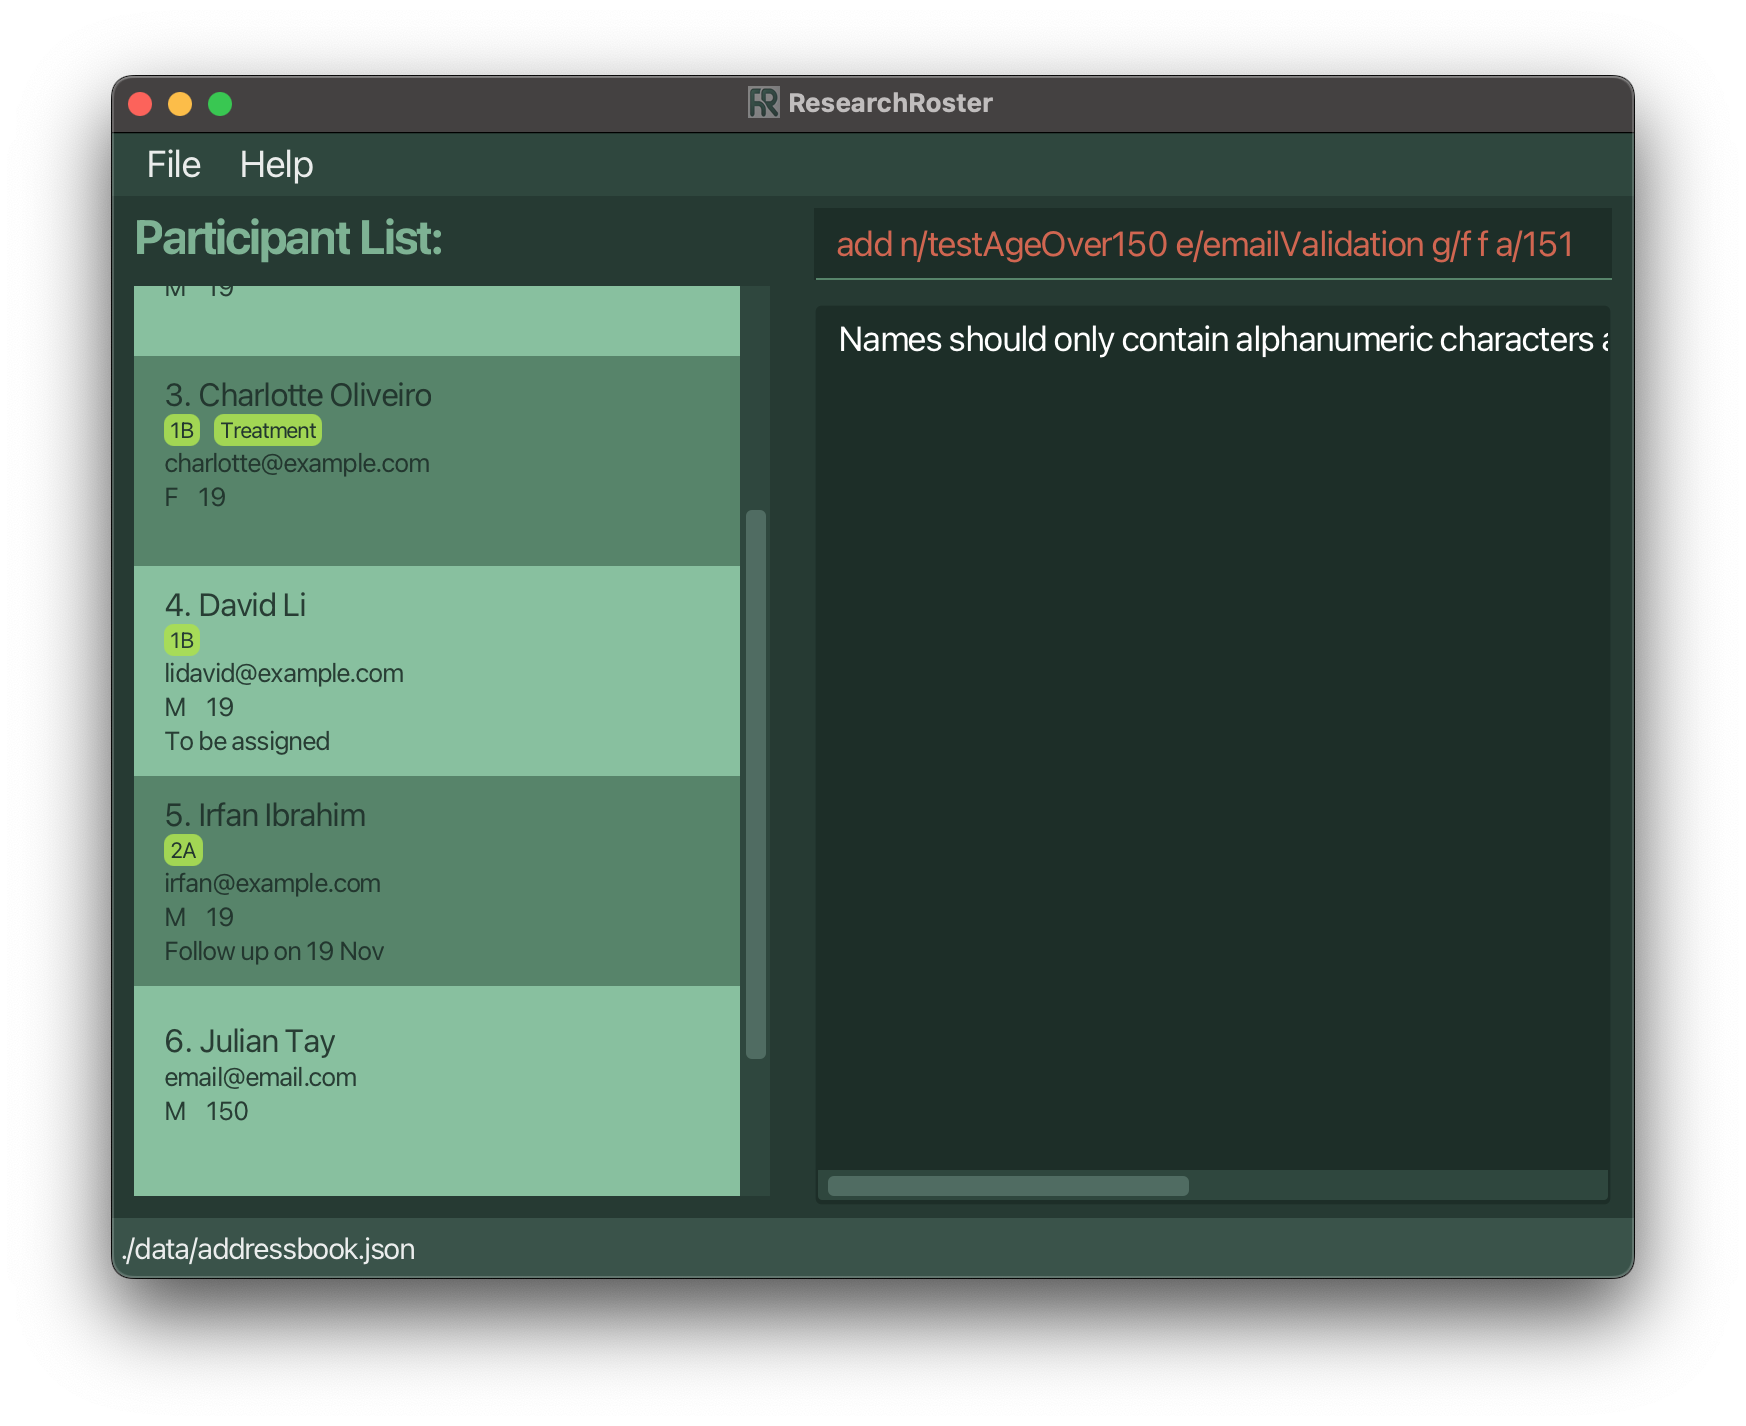 ResearchRoster
File Help
Participant List:
M 19
3. Charlotte Oliveiro
1B Treatment
charlotte@example.com
F 19
4. David Li
1B
lidavid@example.com
M 19
To be assigned
5. Irfan Ibrahim
2A
irfan@example.com
M 19
Follow up on 19 Nov
6. Julian Tay
email@email.com
M 150
add n/testAgeOver150 e/emailValidation g/f f a/151
Names should only contain alphanumeric characters
./data/addressbook.json